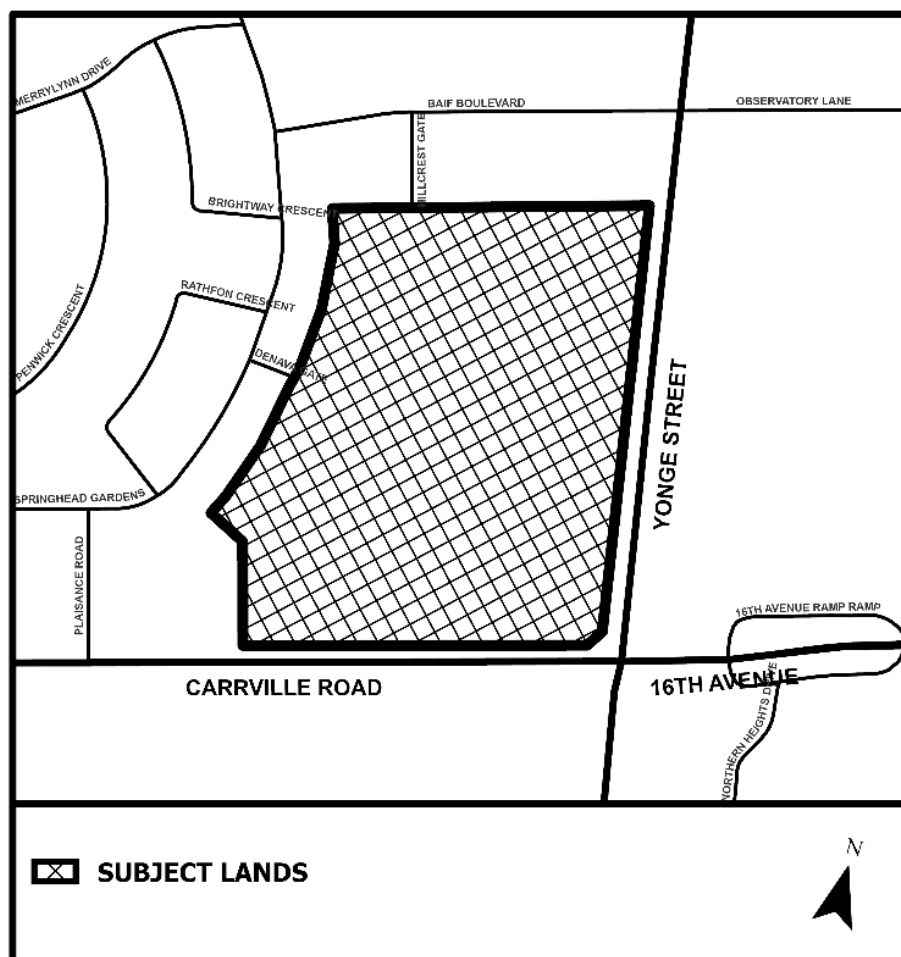 MERRYLYNN DRIVE
BAIF BOULEVARD
OBSERVATORY LANE
HILLCREST GATE
BRIGHTWAY CRESCENT
RATHFON CRESCENT
PENWICK CRESCENT
DENAVA GATE
YONGE STREET
SPRINGHEAD GARDENS
PLAISANCE ROAD
16TH AVENUE RAMP RAMP
CARRVILLE ROAD
16TH AVENUE
NORTHERN HEIGHTS DRIVE
SUBJECT LANDS
N